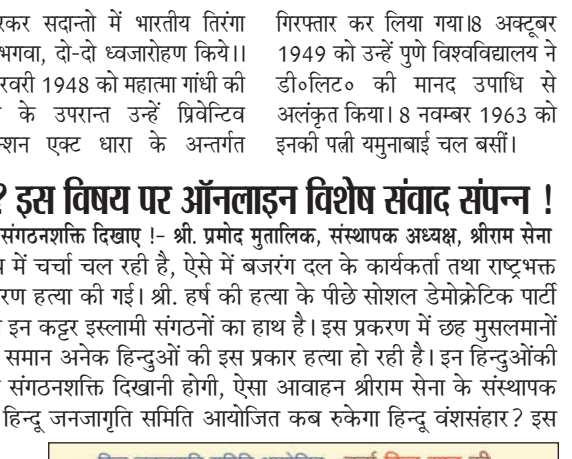 रकर सदान्तो में भारतीय तिरंगा
भगवा, दो-दो ध्वजारोहण किये।।
रवरी 1948 को महात्मा गांधी की
के उपरान्त उन्हें प्रिवेन्टिव
न्शन एक्ट धारा के अन्तर्गत
गिरफ्तार कर लिया गया।8 अक्टूबर
1949 को उन्हें पुणे विश्वविद्यालय ने
डी०लिट० की मानद उपाधि से
अलंकृत किया। 8 नवम्बर 1963 को
इनकी पत्नी यमुनाबाई चल बसीं।
? इस विषय पर ऑनलाइन विशेष संवाद संपन्न !
संगठनशक्ति दिखाए !- श्री. प्रमोद मुतालिक, संस्थापक अध्यक्ष, श्रीराम सेना
में चर्चा चल रही है, ऐसे में बजरंग दल के कार्यकर्ता तथा राष्ट्रभक्त
रण हत्या की गई। श्री. हर्ष की हत्या के पीछे सोशल डेमोक्रेटिक पार्टी
इन कट्टर इस्लामी संगठनों का हाथ है। इस प्रकरण में छह मुसलमानों
समान अनेक हिन्दुओं की इस प्रकार हत्या हो रही है। इन हिन्दुओंकी
संगठनशक्ति दिखानी होगी, ऐसा आवाहन श्रीराम सेना के संस्थापक
हिन्दू जनजागृति समिति आयोजित कब रुकेगा हिन्दू वंशसंहार? इस